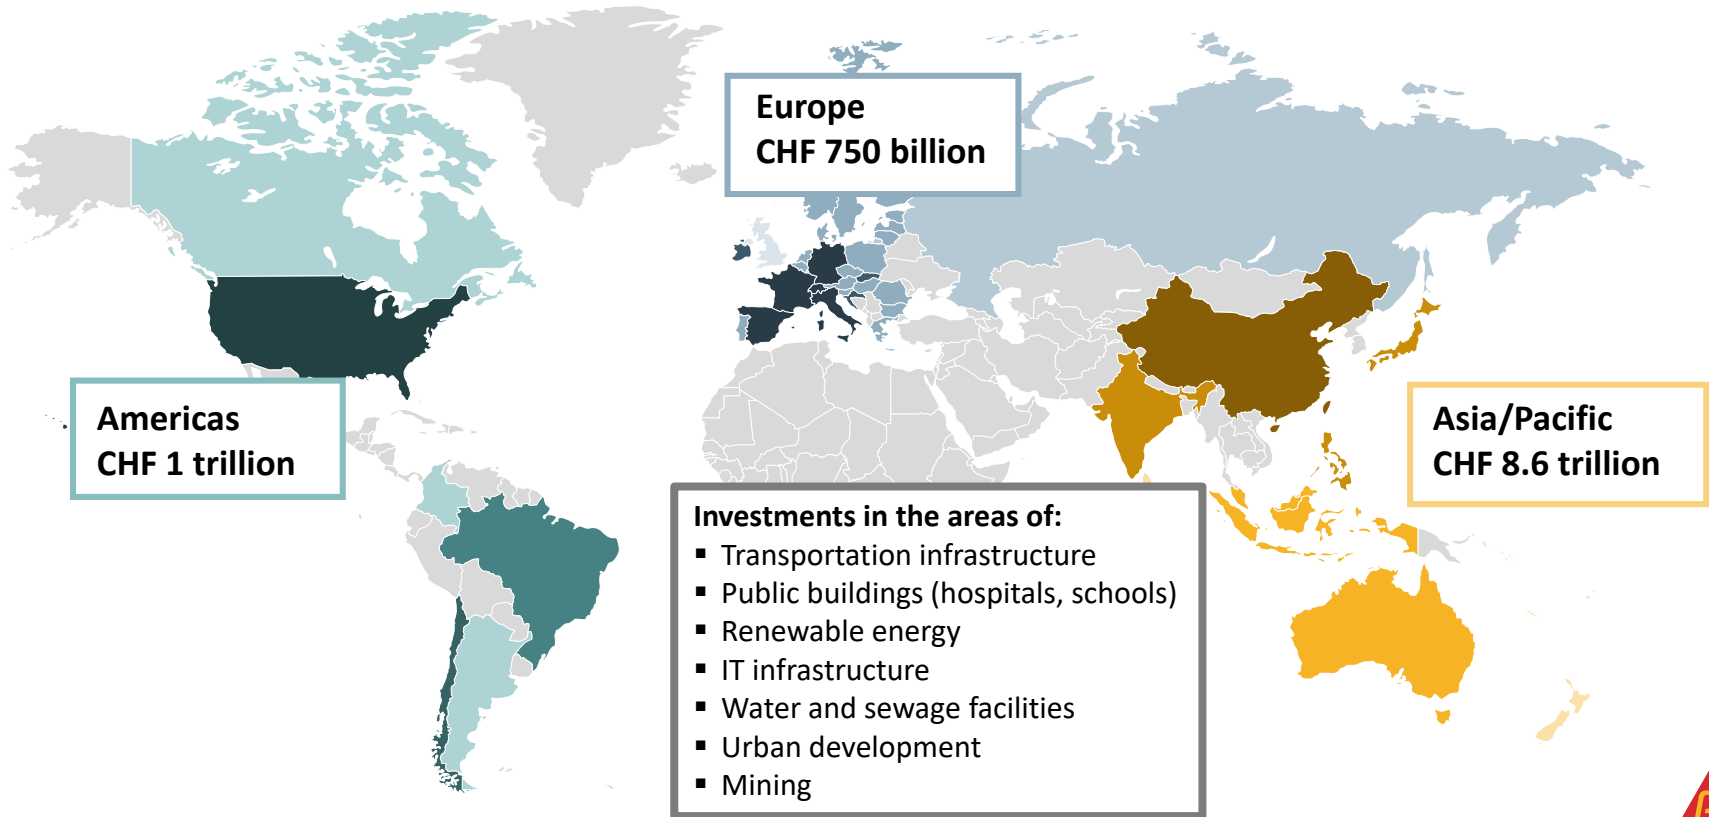 Europe
CHF 750 billion
Americas
CHF 1 trillion
Asia/Pacific
CHF 8.6 trillion
Investments in the areas of:
▪ Transportation infrastructure
▪ Public buildings (hospitals, schools)
▪ Renewable energy
▪ IT infrastructure
▪ Water and sewage facilities
▪ Urban development
▪ Mining